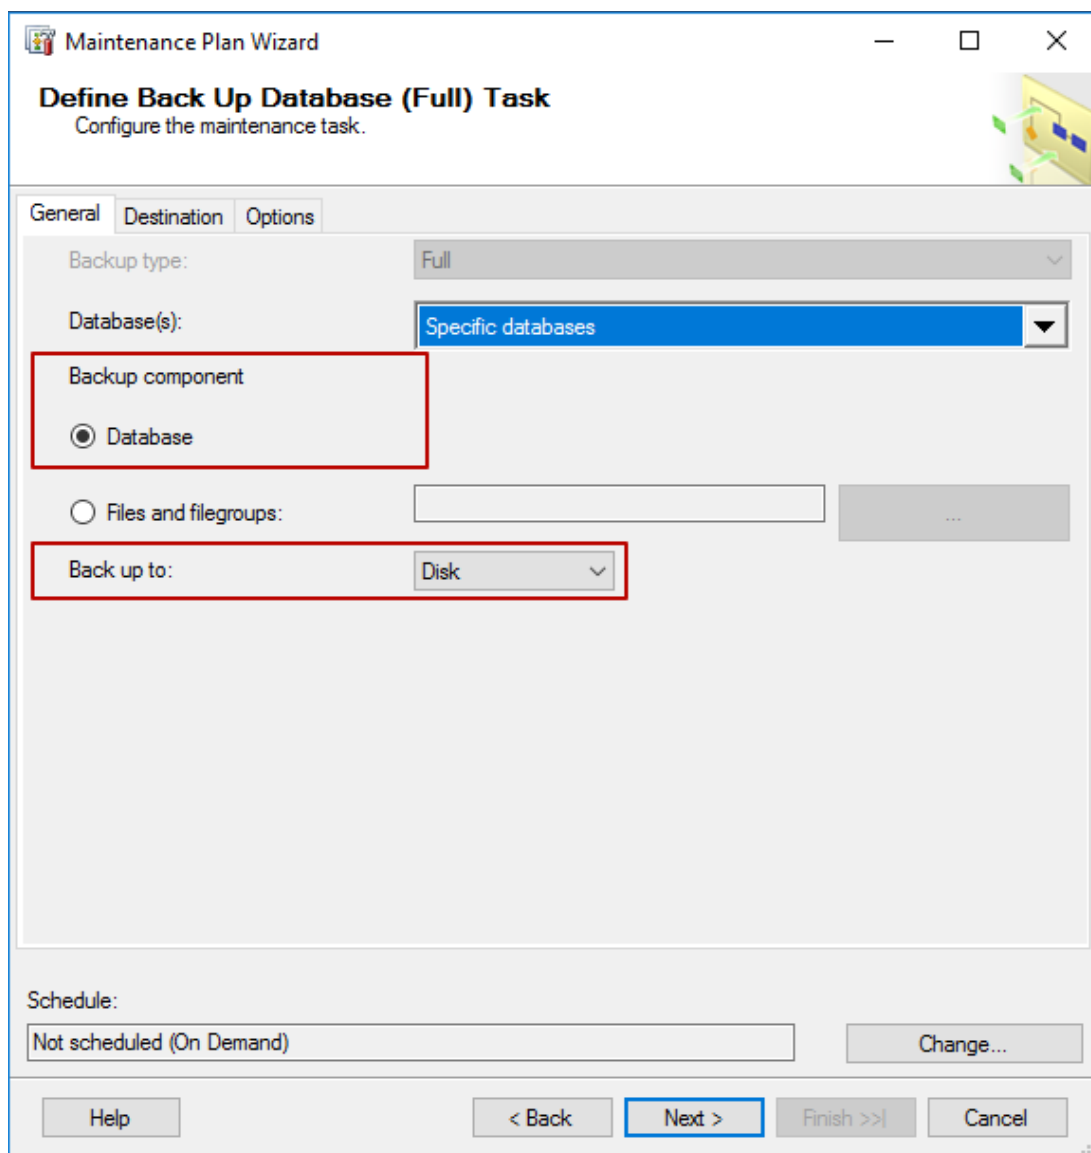 Maintenance Plan Wizard
Define Back Up Database (Full) Task
Configure the maintenance task.
General Destination Options
Backup type: Full
Database(s): Specific databases
Backup component
Database
Files and filegroups: ...
Back up to: Disk
Schedule:
Not scheduled (On Demand) Change...
Help < Back Next > Finish >>| Cancel